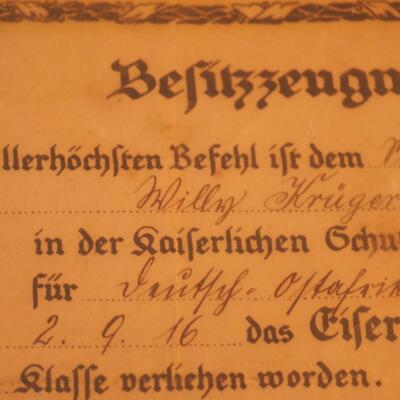 Besitzzeugn
llerhöchsten Befehl ist dem
Willy Krüger
in der Kaiserlichen Schut
für Deutsch-Ostafrik
2. 9. 16 das Eiser
Klasse verliehen worden.